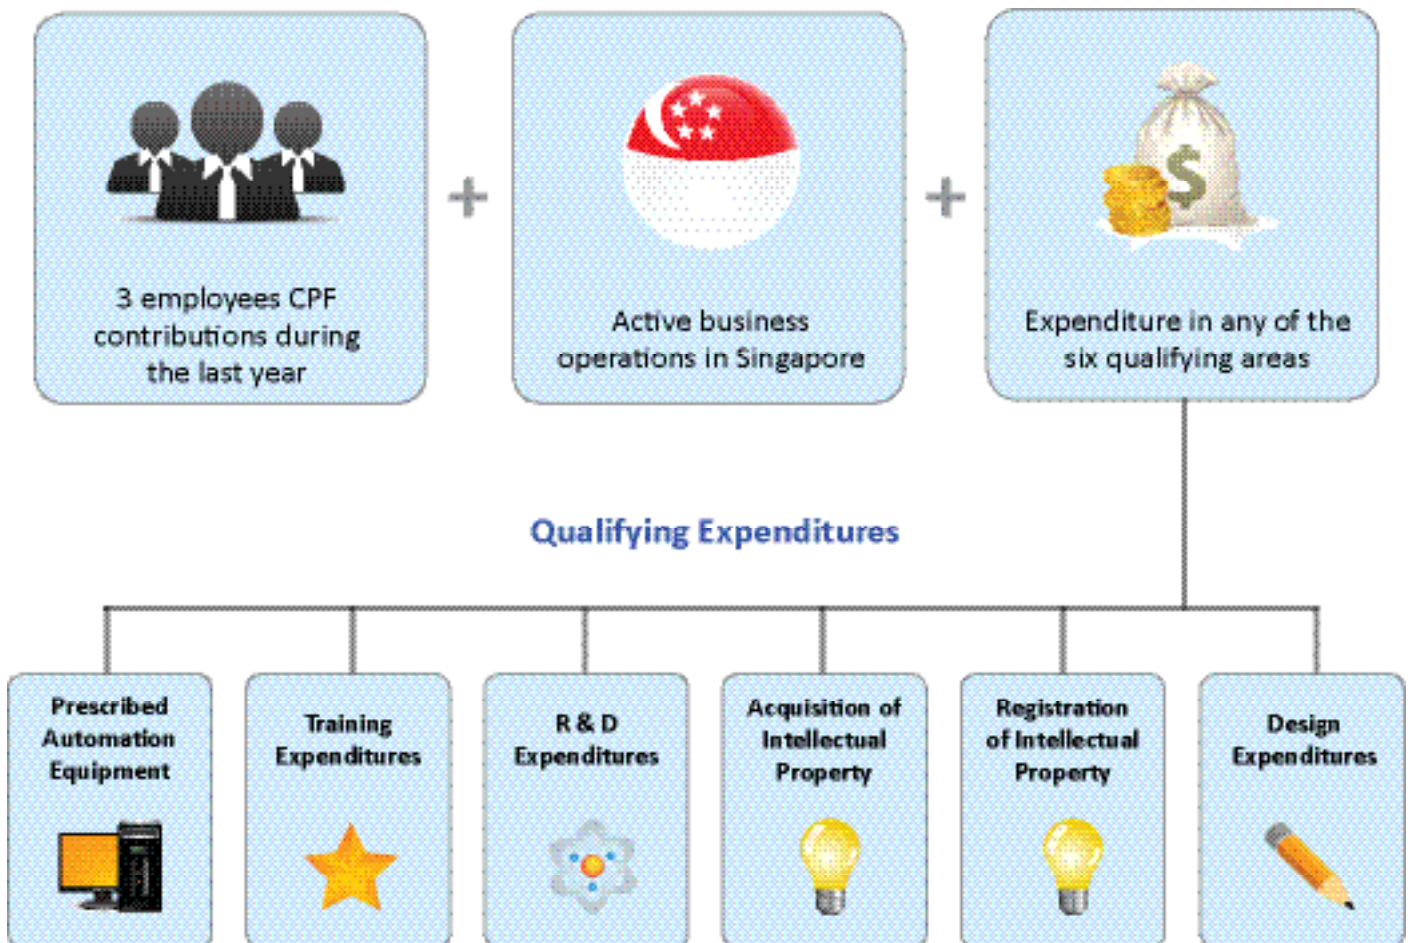 3 employees CPF
contributions during
the last year
+
Active business
operations in Singapore
+
$
Expenditure in any of the
six qualifying areas
Qualifying Expenditures
Prescribed
Automation
Equipment
Training
Expenditures
R & D
Expenditures
Acquisition of
Intellectual
Property
Registration
of Intellectual
Property
Design
Expenditures